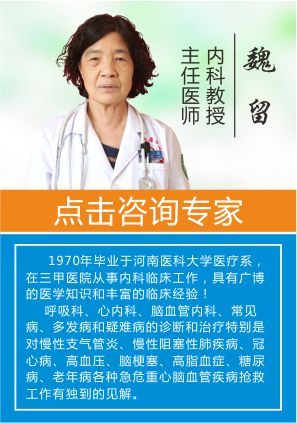 魏留
内科教授
主任医师
点击咨询专家
1970年毕业于河南医科大学医疗系，
在三甲医院从事内科临床工作，具有广博
的医学知识和丰富的临床经验！
呼吸科、心内科、脑血管内科、常见
病、多发病和疑难病的诊断和治疗特别是
对慢性支气管炎、慢性阻塞性肺疾病、冠
心病、高血压、脑梗塞、高脂血症、糖尿
病、老年病各种急危重心脑血管疾病抢救
工作有独到的见解。